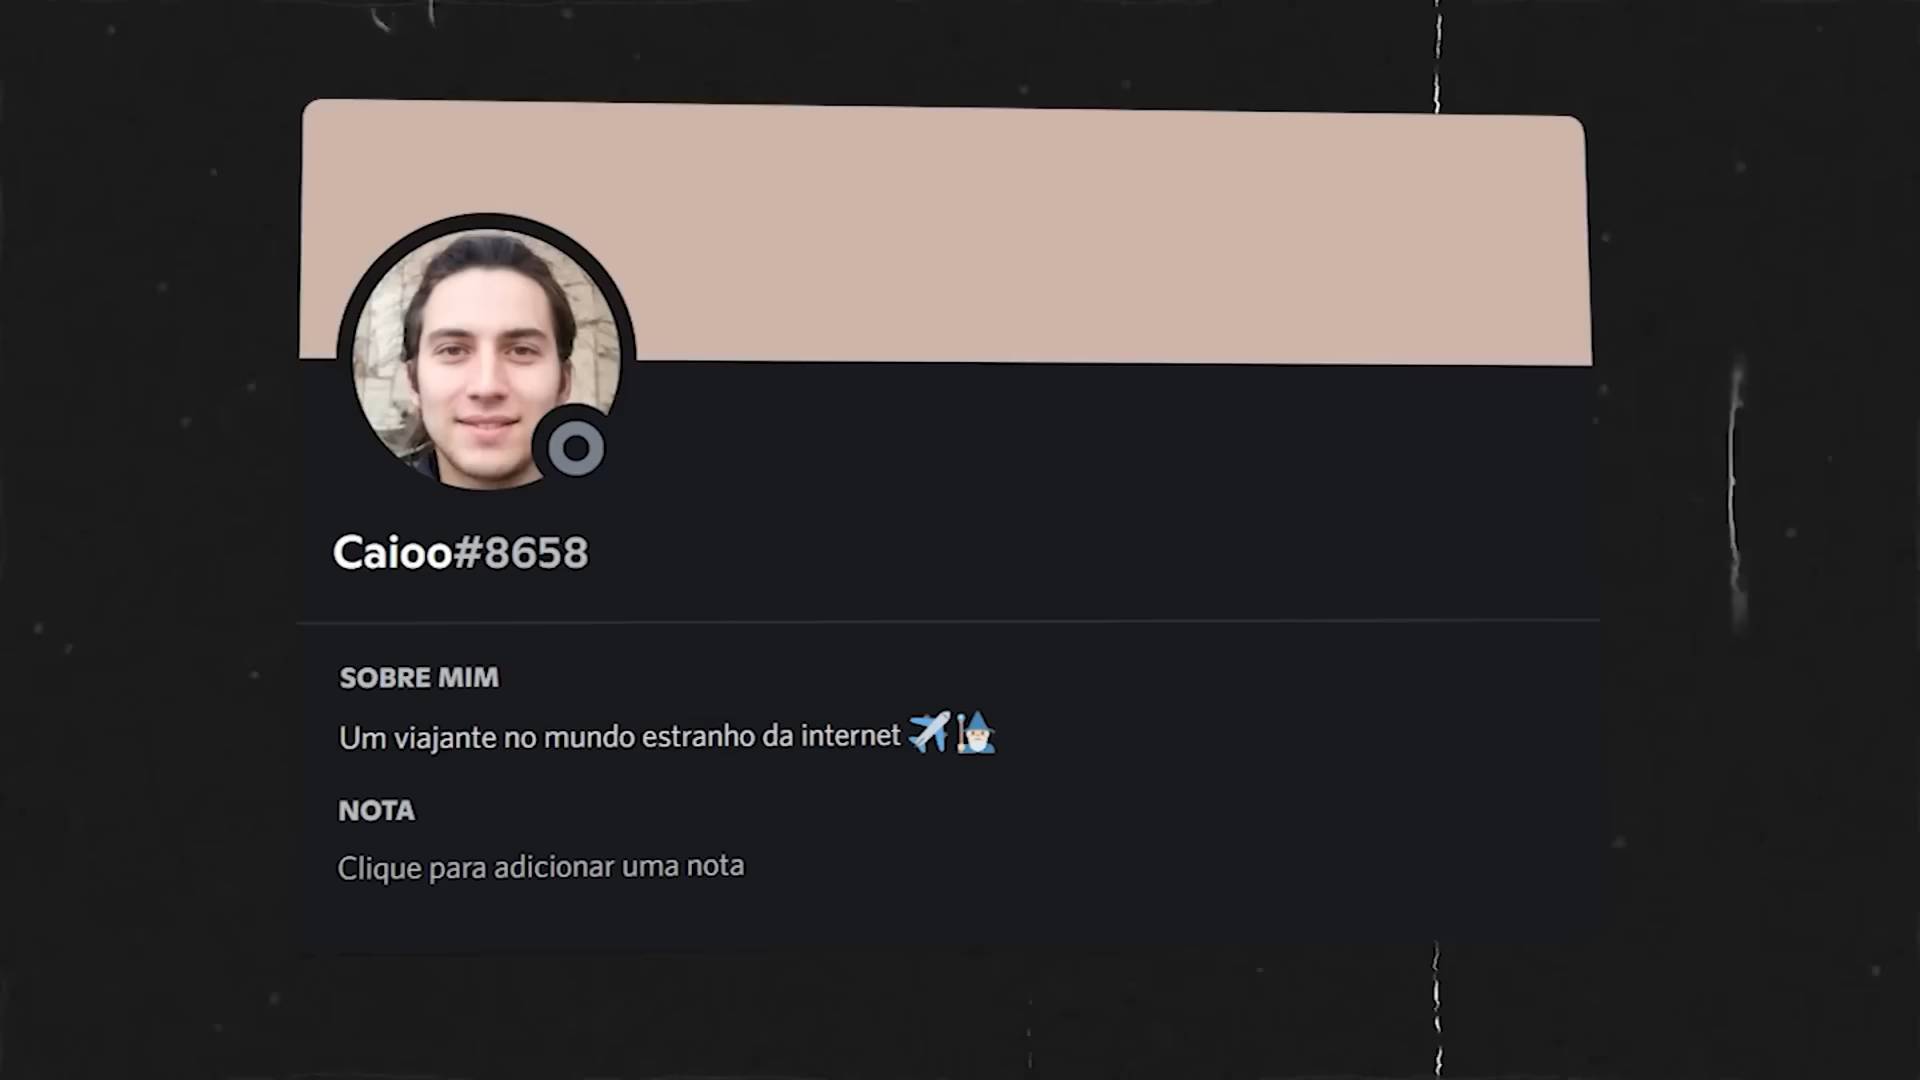 Caioo#8658
SOBRE MIM
Um viajante no mundo estranho da internet ✈️🧙🏻‍♂️
NOTA
Clique para adicionar uma nota